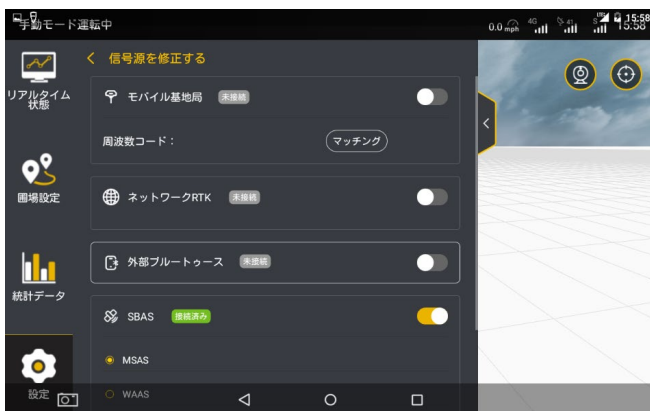 手動モード運転中
0.0 mph
4G
41
15:58
信号源を修正する
リアルタイム
状態
モバイル基地局
未接続
周波数コード：
マッチング
圃場設定
ネットワークRTK
未接続
外部ブルートゥース
未接続
統計データ
SBAS
接続済み
MSAS
設定
WAAS